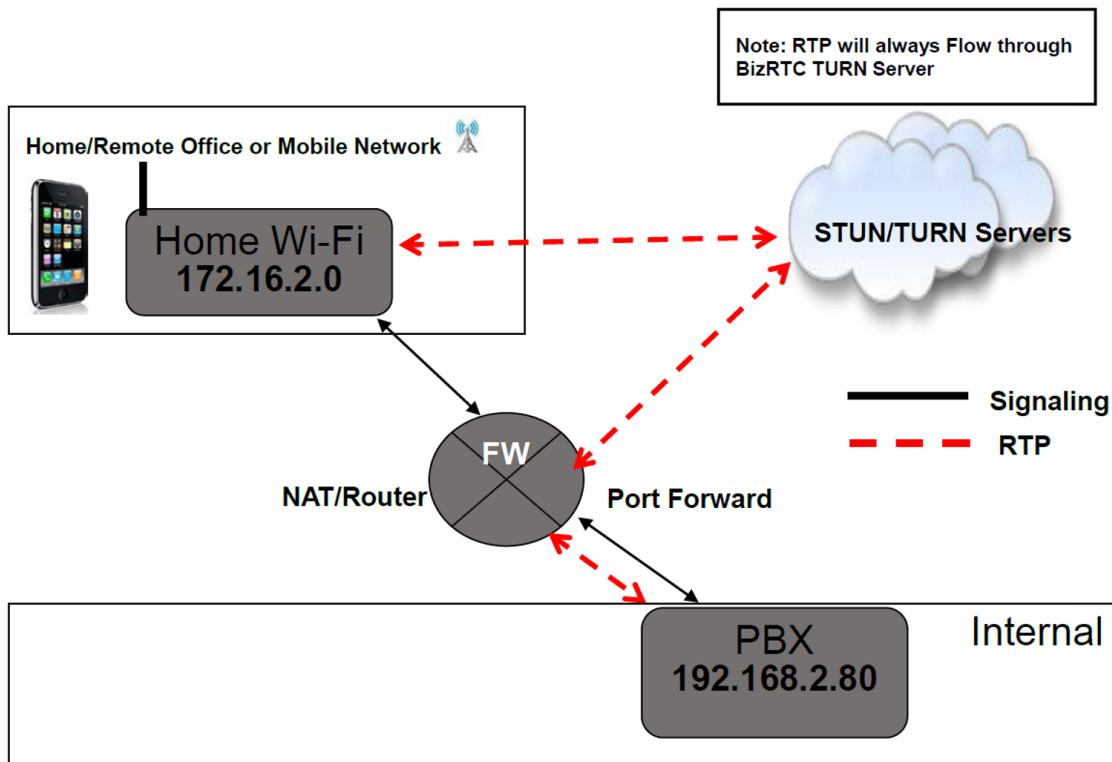 Note: RTP will always Flow through
BizRTC TURN Server
Home/Remote Office or Mobile Network
Home Wi-Fi
172.16.2.0
STUN/TURN Servers
Signaling
RTP
FW
NAT/Router
Port Forward
Internal
PBX
192.168.2.80